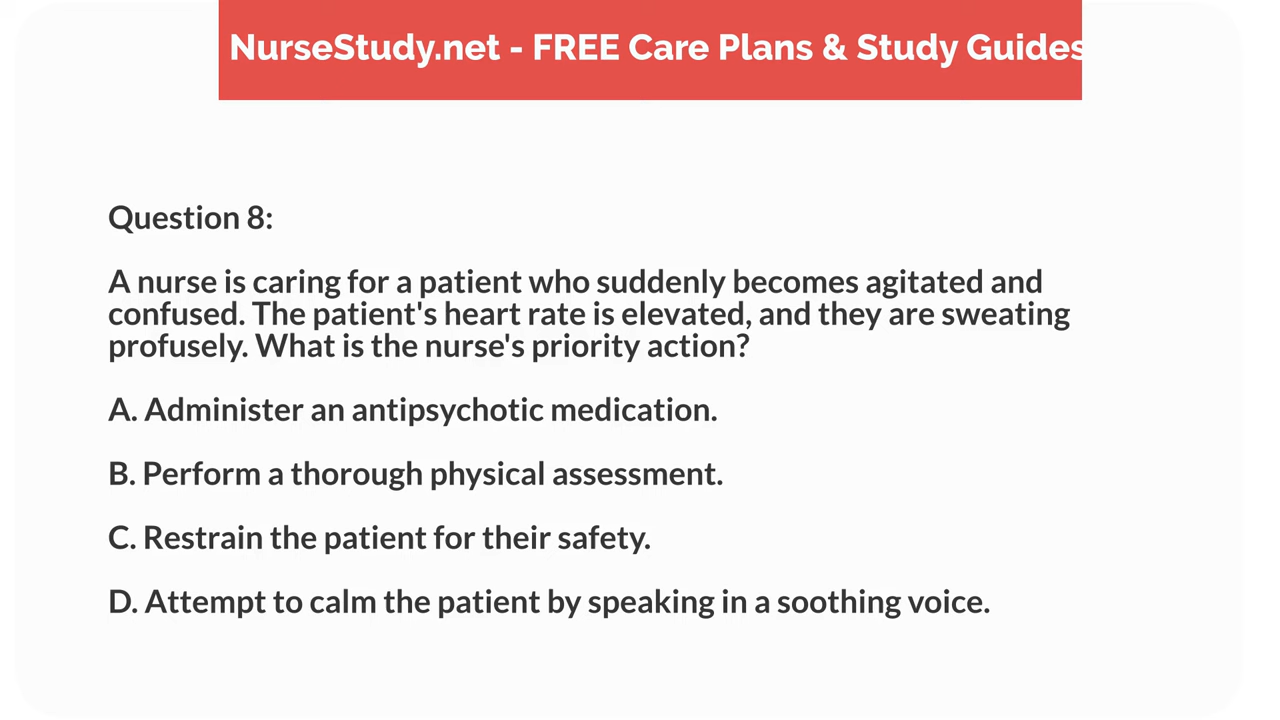 NurseStudy.net - FREE Care Plans & Study Guides
Question 8:
A nurse is caring for a patient who suddenly becomes agitated and
confused. The patient's heart rate is elevated, and they are sweating
profusely. What is the nurse's priority action?
A. Administer an antipsychotic medication.
B. Perform a thorough physical assessment.
C. Restrain the patient for their safety.
D. Attempt to calm the patient by speaking in a soothing voice.